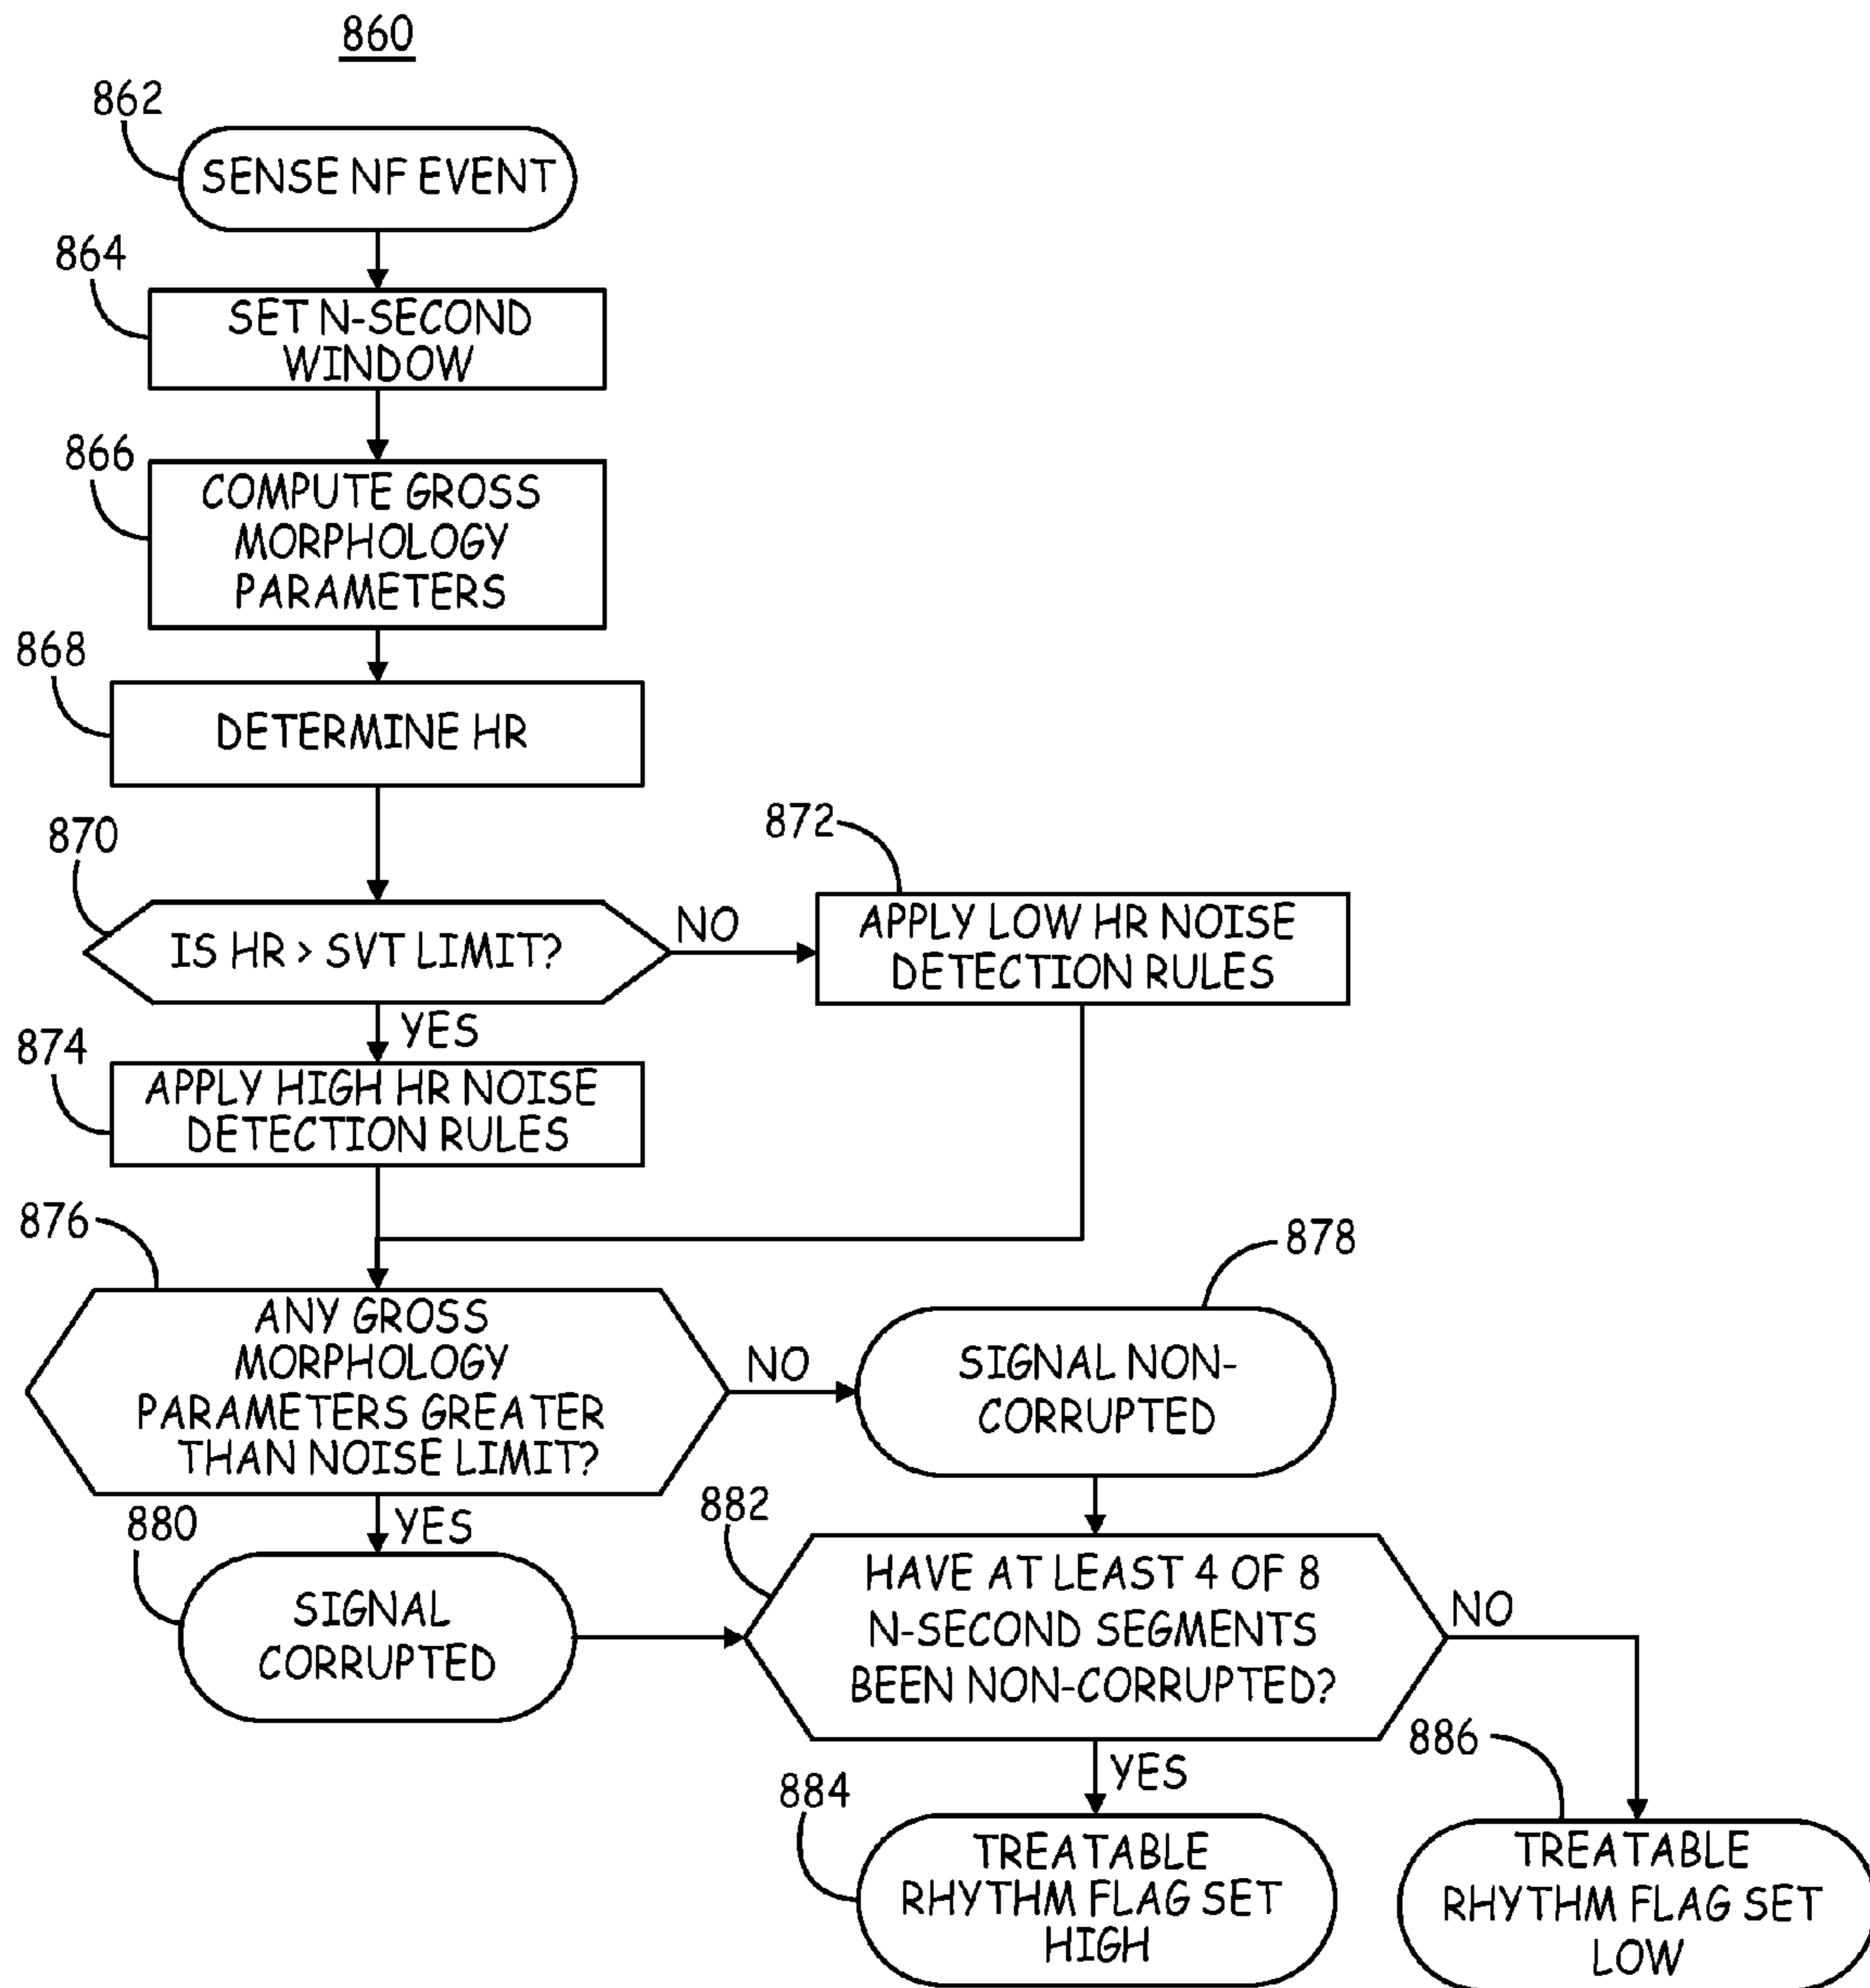 860
862
SENSE NF EVENT
864
SET N-SECOND
WINDOW
866
COMPUTE GROSS
MORPHOLOGY
PARAMETERS
868
DETERMINE HR
870
IS HR > SVT LIMIT?
NO
872
APPLY LOW HR NOISE
DETECTION RULES
YES
874
APPLY HIGH HR NOISE
DETECTION RULES
876
ANY GROSS
MORPHOLOGY
PARAMETERS GREATER
THAN NOISE LIMIT?
NO
878
SIGNAL NON-
CORRUPTED
YES
880
SIGNAL
CORRUPTED
882
HAVE AT LEAST 4 OF 8
N-SECOND SEGMENTS
BEEN NON-CORRUPTED?
NO
YES
884
TREATABLE
RHYTHM FLAG SET
HIGH
886
TREATABLE
RHYTHM FLAG SET
LOW